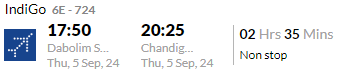 IndiGo 6E - 724
17:50 20:25 02 Hrs 35 Mins
Dabolim S... Chandig...
Non stop
Thu, 5 Sep, 24 Thu, 5 Sep, 24